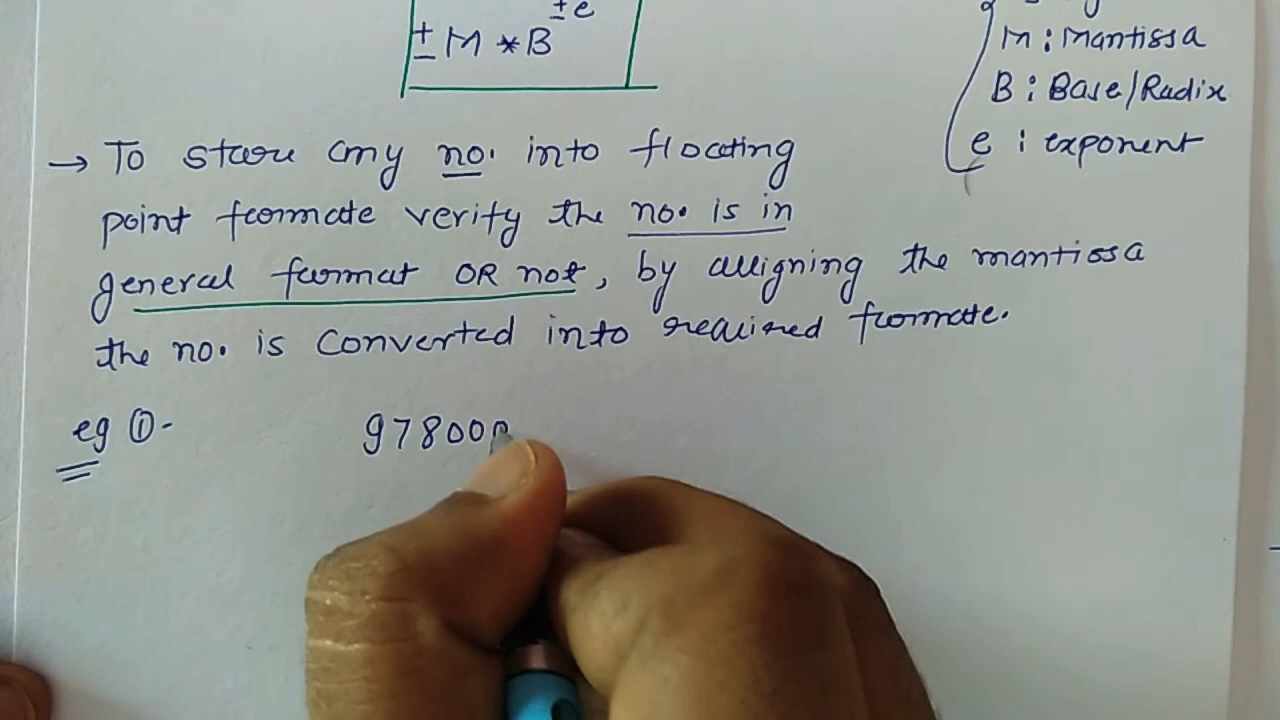 ± M * B ± e
M : Mantissa
B : Base/Radix
e : exponent
→ To store any no. into floating
point formate verify the no. is in
general format OR not, by alligning the mantissa
the no. is converted into required formate.
eg ①- 978000